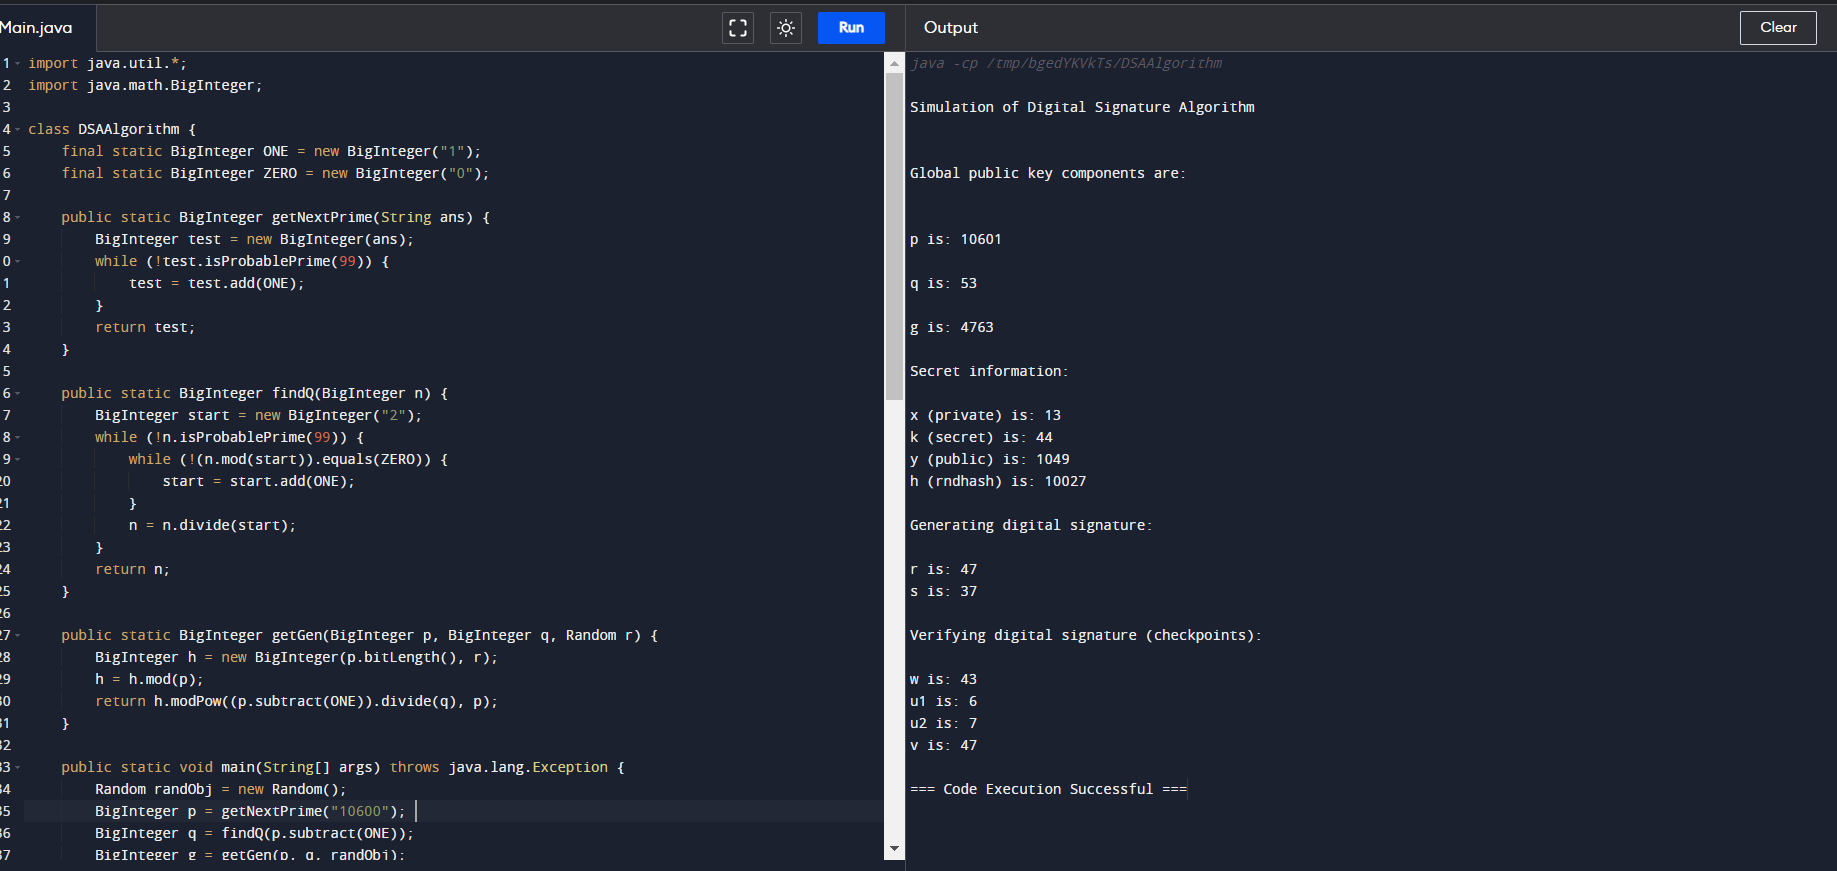 Main.java
Run
Output
Clear
1 import java.util.*;
2 import java.math.BigInteger;
3
4 class DSAAlgorithm {
5 final static BigInteger ONE = new BigInteger("1");
6 final static BigInteger ZERO = new BigInteger("0");
7
8 public static BigInteger getNextPrime(String ans) {
9 BigInteger test = new BigInteger(ans);
0 while (!test.isProbablePrime(99)) {
1 test = test.add(ONE);
2 }
3 return test;
4 }
5
6 public static BigInteger findQ(BigInteger n) {
7 BigInteger start = new BigInteger("2");
8 while (!n.isProbablePrime(99)) {
9 while (!(n.mod(start)).equals(ZERO)) {
20 start = start.add(ONE);
21 }
22 n = n.divide(start);
23 }
24 return n;
25 }
26
27 public static BigInteger getGen(BigInteger p, BigInteger q, Random r) {
28 BigInteger h = new BigInteger(p.bitLength(), r);
29 h = h.mod(p);
30 return h.modPow((p.subtract(ONE)).divide(q), p);
31 }
32
33 public static void main(String[] args) throws java.lang.Exception {
34 Random randObj = new Random();
35 BigInteger p = getNextPrime("10600");
36 BigInteger q = findQ(p.subtract(ONE));
37 BigInteger g = getGen(p, q, randObj);
java -cp /tmp/bgedYKVkTs/DSAAlgorithm
Simulation of Digital Signature Algorithm
Global public key components are:
p is: 10601
q is: 53
g is: 4763
Secret information:
x (private) is: 13
k (secret) is: 44
y (public) is: 1049
h (rndhash) is: 10027
Generating digital signature:
r is: 47
s is: 37
Verifying digital signature (checkpoints):
w is: 43
u1 is: 6
u2 is: 7
v is: 47
=== Code Execution Successful ===